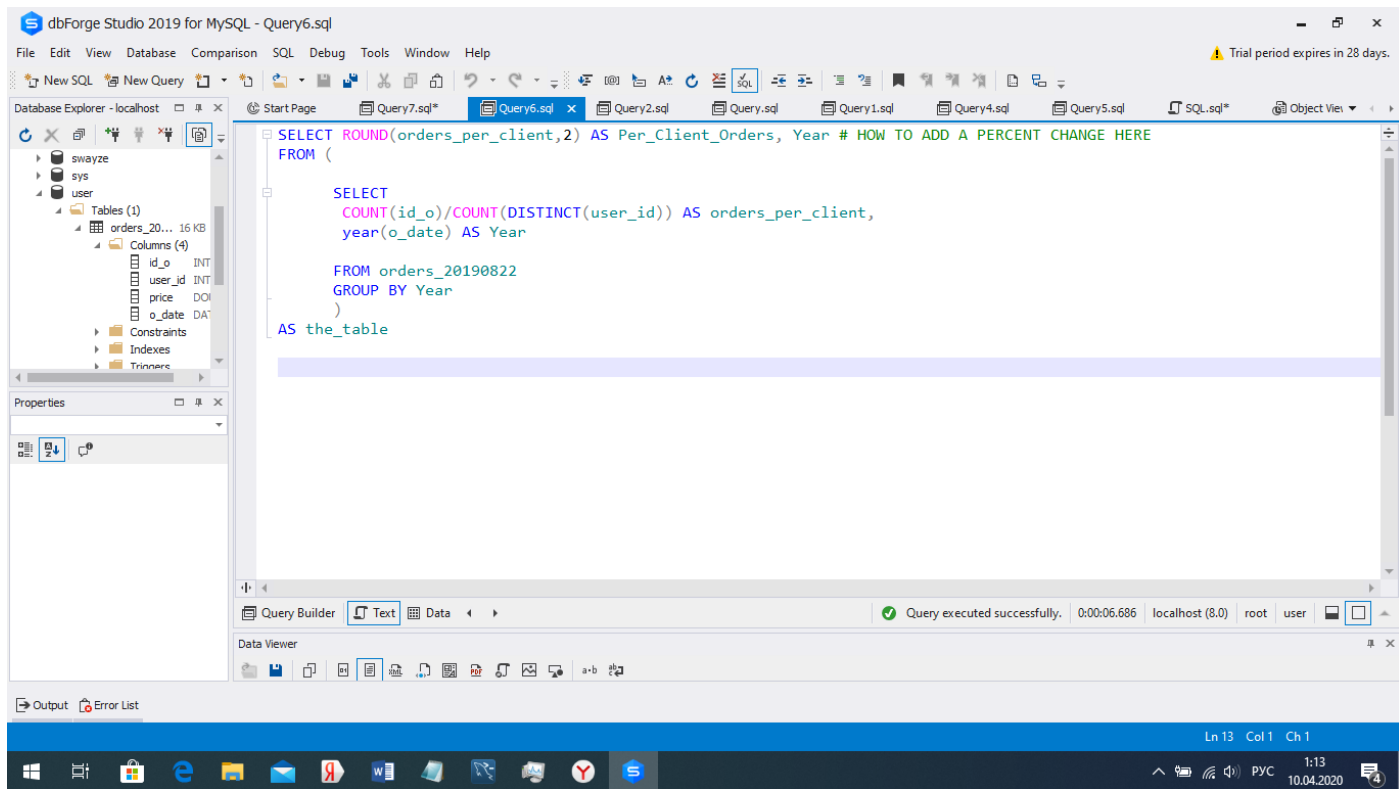 dbForge Studio 2019 for MySQL - Query6.sql
File Edit View Database Comparison SQL Debug Tools Window Help
Trial period expires in 28 days.
New SQL New Query
Database Explorer - localhost
Start Page Query7.sql* Query6.sql Query2.sql Query.sql Query1.sql Query4.sql Query5.sql SQL.sql* Object Viev
swayze
sys
user
Tables (1)
orders_20... 16 KB
Columns (4)
id_o INT
user_id INT
price DOU
o_date DAT
Constraints
Indexes
Triggers
SELECT ROUND(orders_per_client,2) AS Per_Client_Orders, Year # HOW TO ADD A PERCENT CHANGE HERE
FROM (
SELECT
COUNT(id_o)/COUNT(DISTINCT(user_id)) AS orders_per_client,
year(o_date) AS Year
FROM orders_20190822
GROUP BY Year
)
AS the_table
Properties
Query Builder Text Data
Query executed successfully. 0:00:06.686 localhost (8.0) root user
Data Viewer
Output Error List
Ln 13 Col 1 Ch 1
РУС
1:13
10.04.2020
4